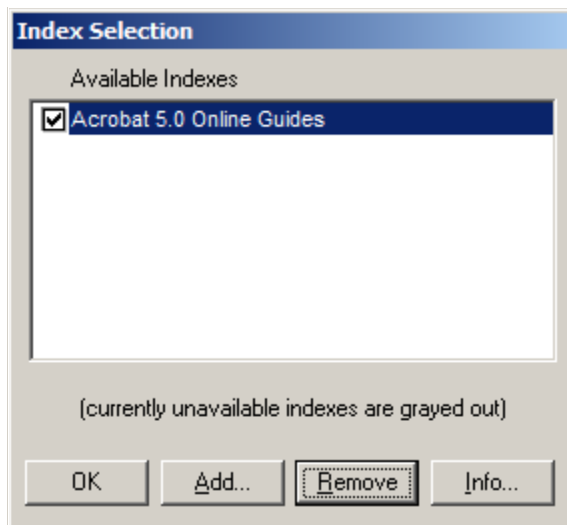 Index Selection
Available Indexes
Acrobat 5.0 Online Guides
(currently unavailable indexes are grayed out)
OK Add... Remove Info...